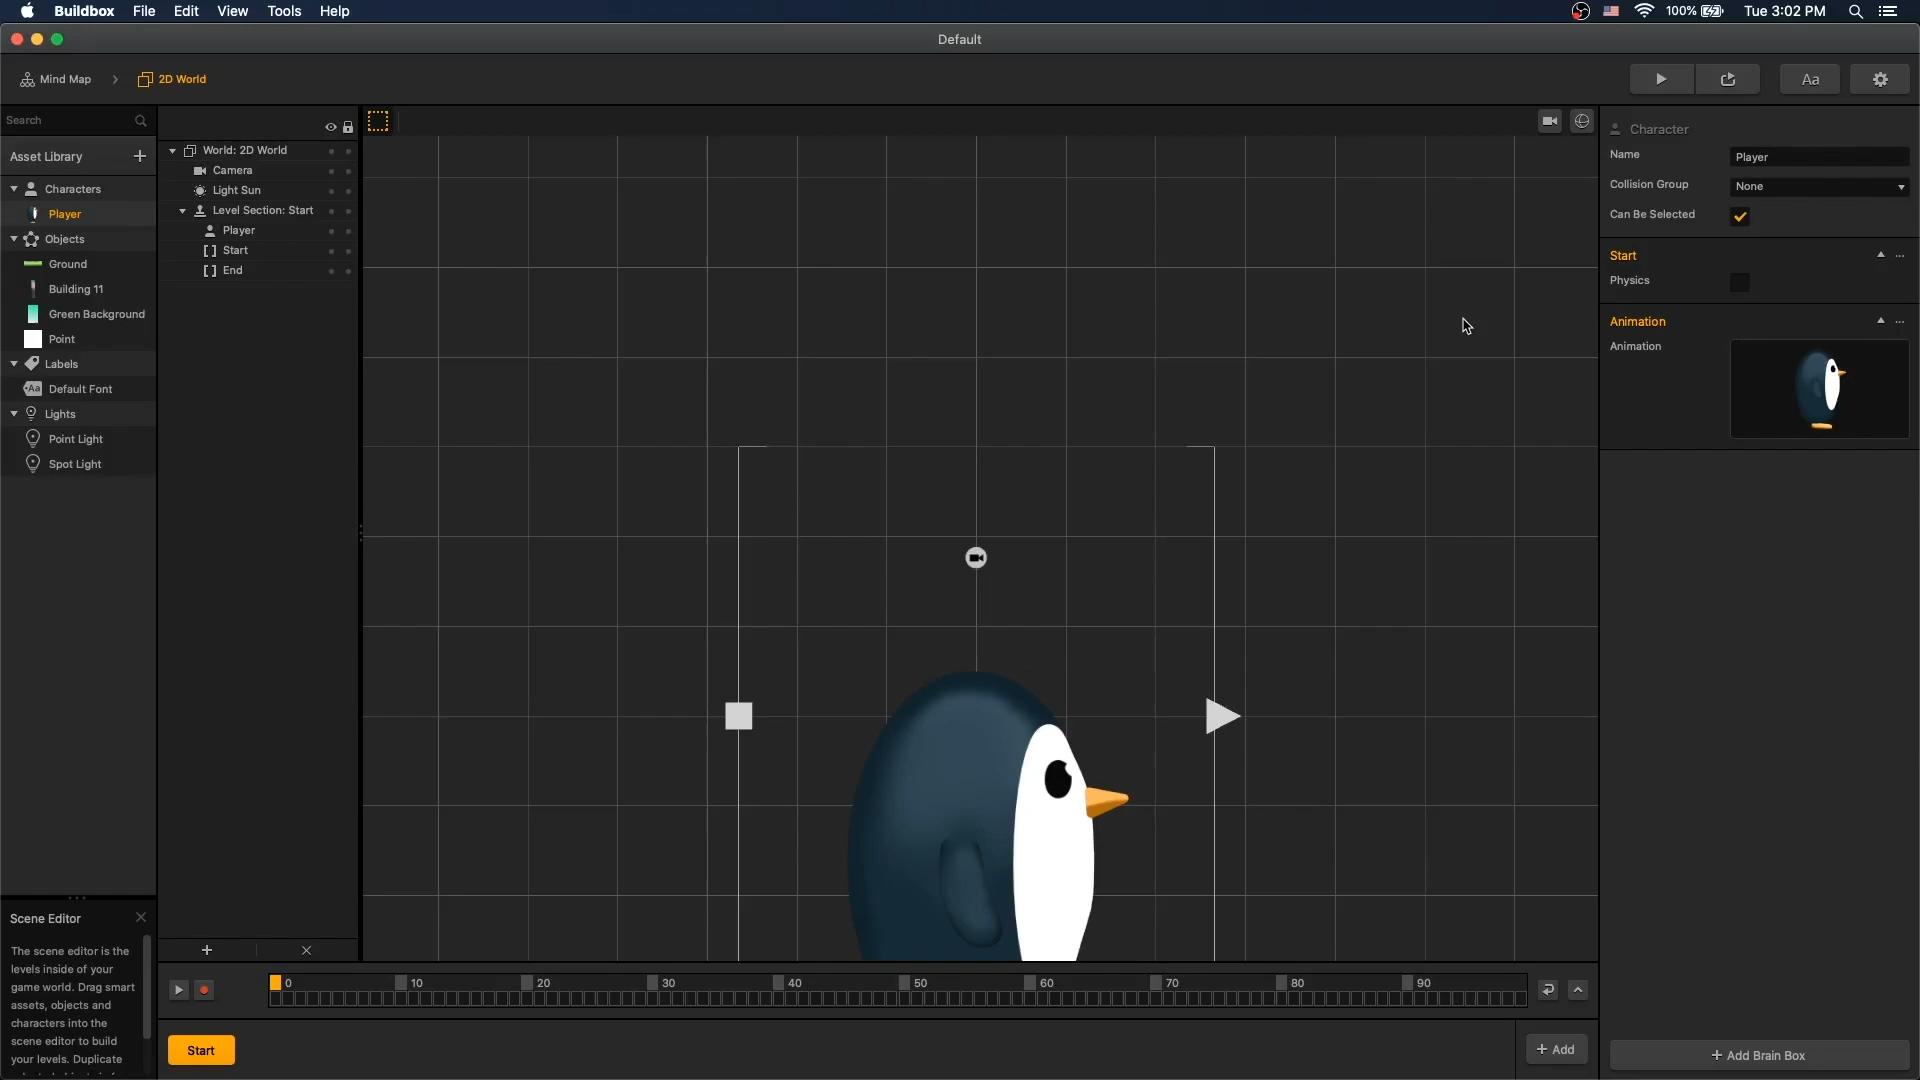 Buildbox File Edit View Tools Help
100% Tue 3:02 PM
Default
Mind Map
2D World
Aa
Search
Asset Library
Characters
Player
Objects
Ground
Building 11
Green Background
Point
Labels
Aa Default Font
Lights
Point Light
Spot Light
World: 2D World
Camera
Light Sun
Level Section: Start
Player
Start
End
Character
Name Player
Collision Group None
Can Be Selected
Start
Physics
Animation
Animation
Scene Editor
The scene editor is the
levels inside of your
game world. Drag smart
assets, objects and
characters into the
scene editor to build
your levels. Duplicate
0 10 20 30 40 50 60 70 80 90
Start
+ Add
+ Add Brain Box